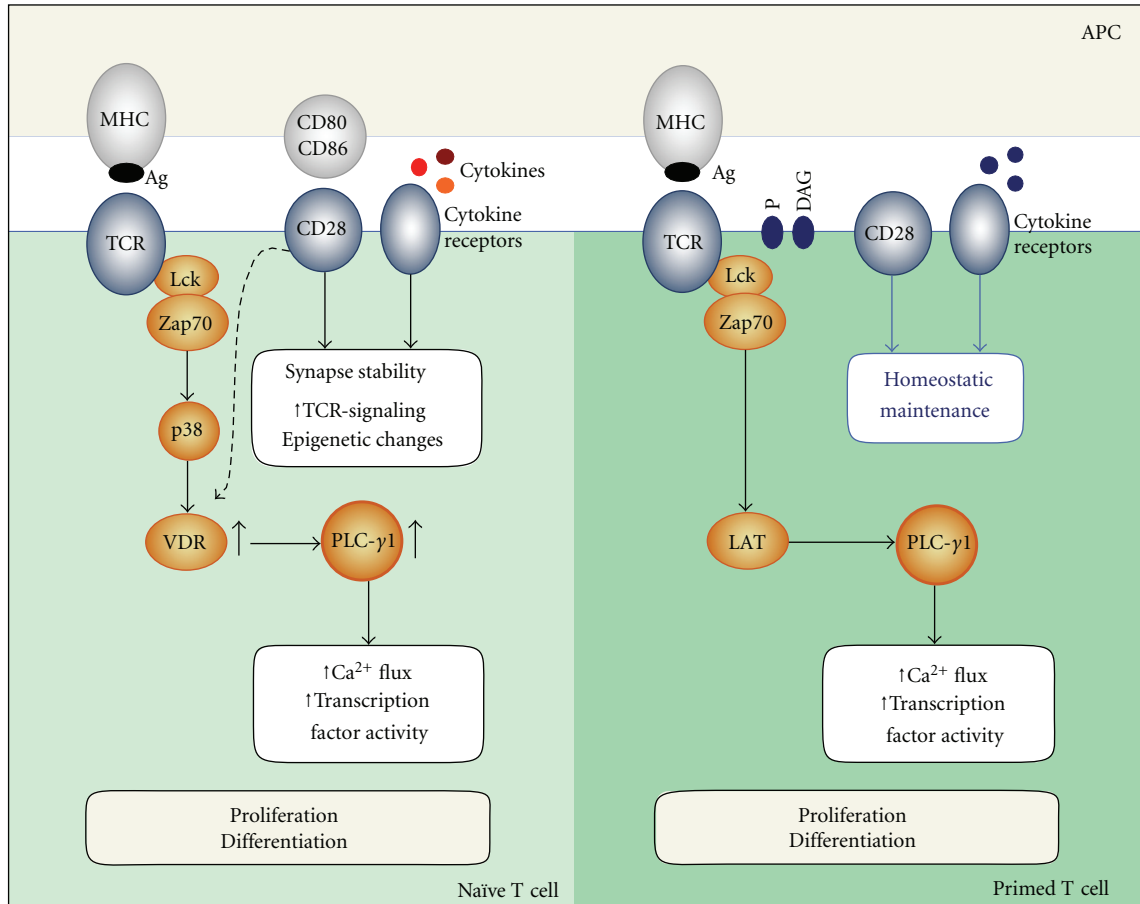 APC
MHC
Ag
TCR
Lck
Zap70
p38
VDR
CD80
CD86
CD28
Cytokines
Cytokine
receptors
Synapse stability
↑TCR-signaling
Epigenetic changes
PLC-γ1
↑Ca²⁺ flux
↑Transcription
factor activity
Proliferation
Differentiation
Naïve T cell
MHC
Ag
TCR
P
DAG
Lck
Zap70
CD28
Cytokine
receptors
Homeostatic
maintenance
LAT
PLC-γ1
↑Ca²⁺ flux
↑Transcription
factor activity
Proliferation
Differentiation
Primed T cell